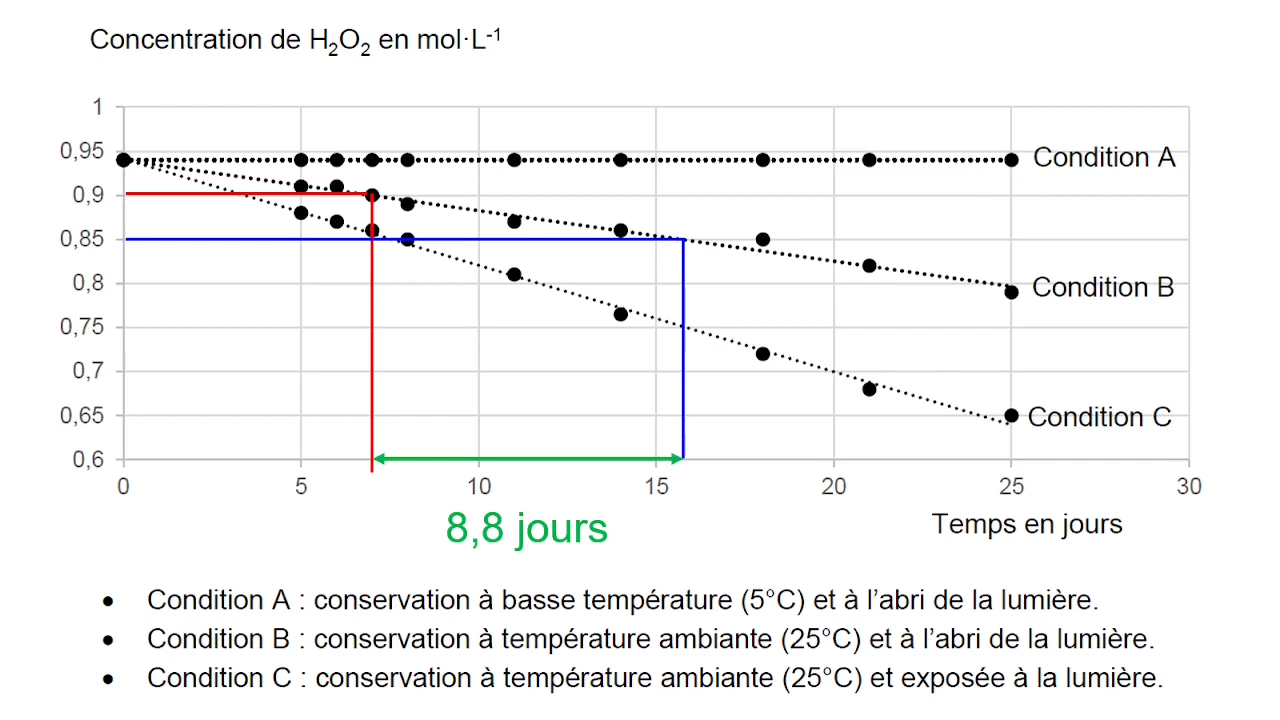 Concentration de H₂O₂ en mol·L⁻¹
1
0,95
0,9
0,85
0,8
0,75
0,7
0,65
0,6
Condition A
Condition B
Condition C
0 5 10 15 20 25 30
8,8 jours
Temps en jours
• Condition A : conservation à basse température (5°C) et à l’abri de la lumière.
• Condition B : conservation à température ambiante (25°C) et à l’abri de la lumière.
• Condition C : conservation à température ambiante (25°C) et exposée à la lumière.